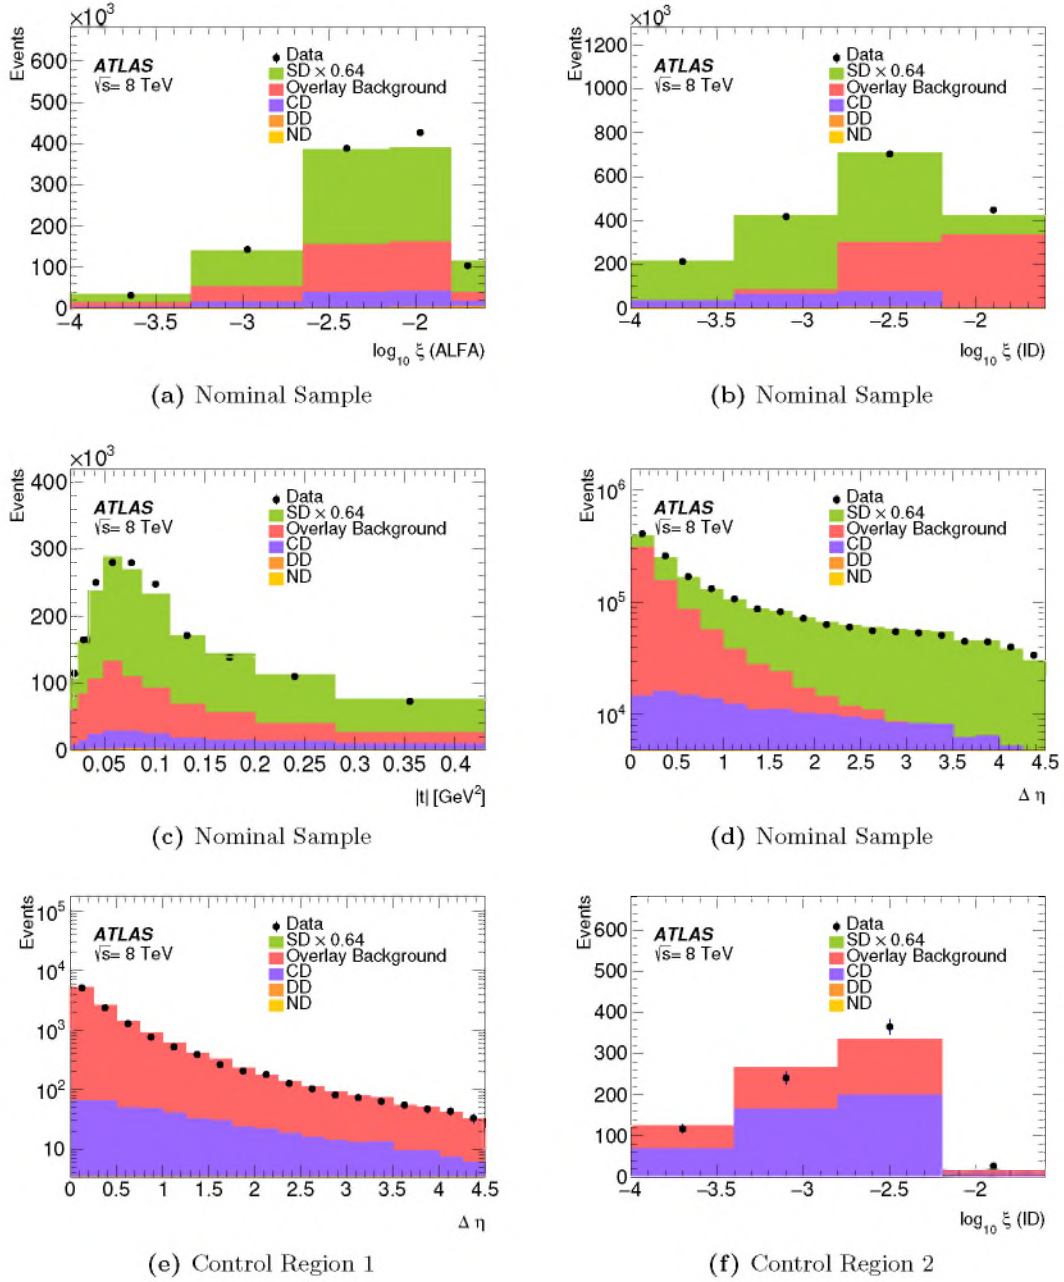 ×10³
Events
600
500
400
300
200
100
0
ATLAS
√s= 8 TeV
Data
SD × 0.64
Overlay Background
CD
DD
ND
−4
−3.5
−3
−2.5
−2
log₁₀ ξ (ALFA)
(a) Nominal Sample
×10³
Events
1200
1000
800
600
400
200
0
ATLAS
√s= 8 TeV
Data
SD × 0.64
Overlay Background
CD
DD
ND
−4
−3.5
−3
−2.5
−2
log₁₀ ξ (ID)
(b) Nominal Sample
×10³
Events
400
300
200
100
0
ATLAS
√s= 8 TeV
Data
SD × 0.64
Overlay Background
CD
DD
ND
0.05
0.1
0.15
0.2
0.25
0.3
0.35
0.4
|t| [GeV²]
(c) Nominal Sample
Events
10⁶
10⁵
10⁴
ATLAS
√s= 8 TeV
Data
SD × 0.64
Overlay Background
CD
DD
ND
0
0.5
1
1.5
2
2.5
3
3.5
4
4.5
Δ η
(d) Nominal Sample
Events
10⁵
10⁴
10³
10²
10
ATLAS
√s= 8 TeV
Data
SD × 0.64
Overlay Background
CD
DD
ND
0
0.5
1
1.5
2
2.5
3
3.5
4
4.5
Δ η
(e) Control Region 1
Events
600
500
400
300
200
100
0
ATLAS
√s= 8 TeV
Data
SD × 0.64
Overlay Background
CD
DD
ND
−4
−3.5
−3
−2.5
−2
log₁₀ ξ (ID)
(f) Control Region 2